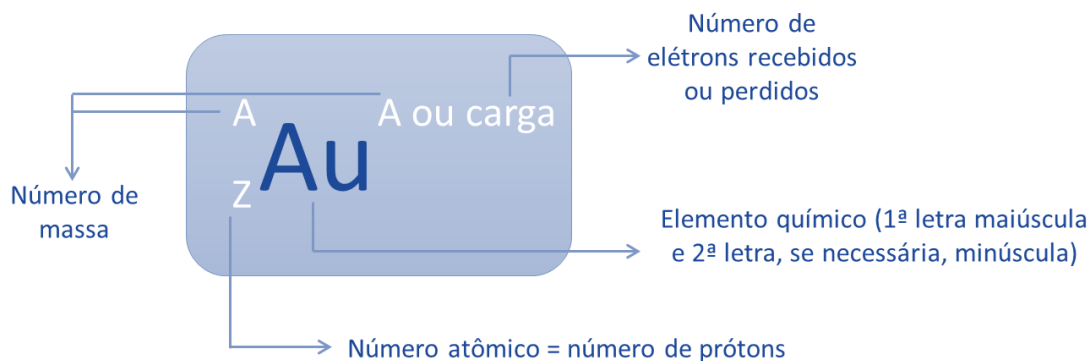 Número de
elétrons recebidos
ou perdidos
A
A ou carga
Au
Z
Número de
massa
Elemento químico (1ª letra maiúscula
e 2ª letra, se necessária, minúscula)
Número atômico = número de prótons